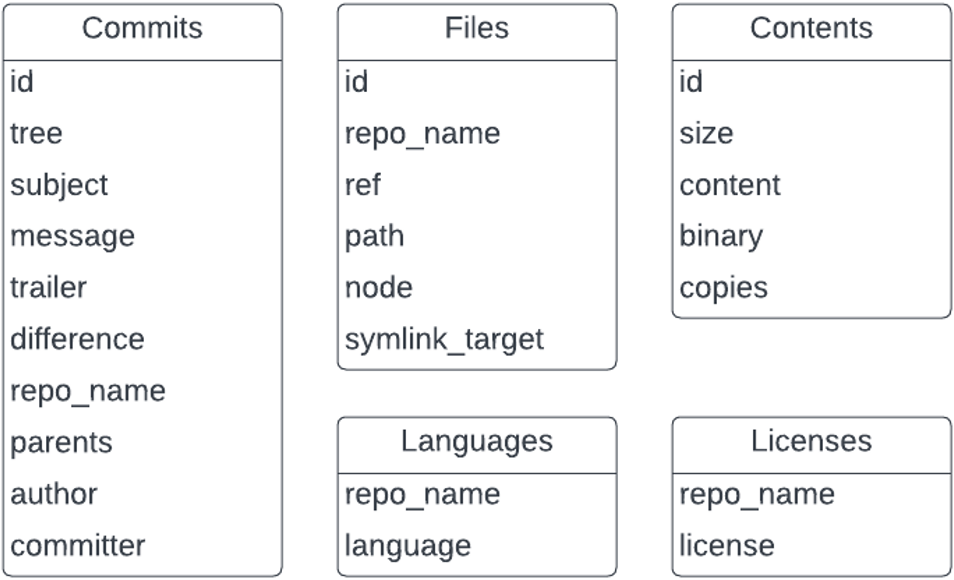 Commits
id
tree
subject
message
trailer
difference
repo_name
parents
author
committer
Files
id
repo_name
ref
path
node
symlink_target
Contents
id
size
content
binary
copies
Languages
repo_name
language
Licenses
repo_name
license